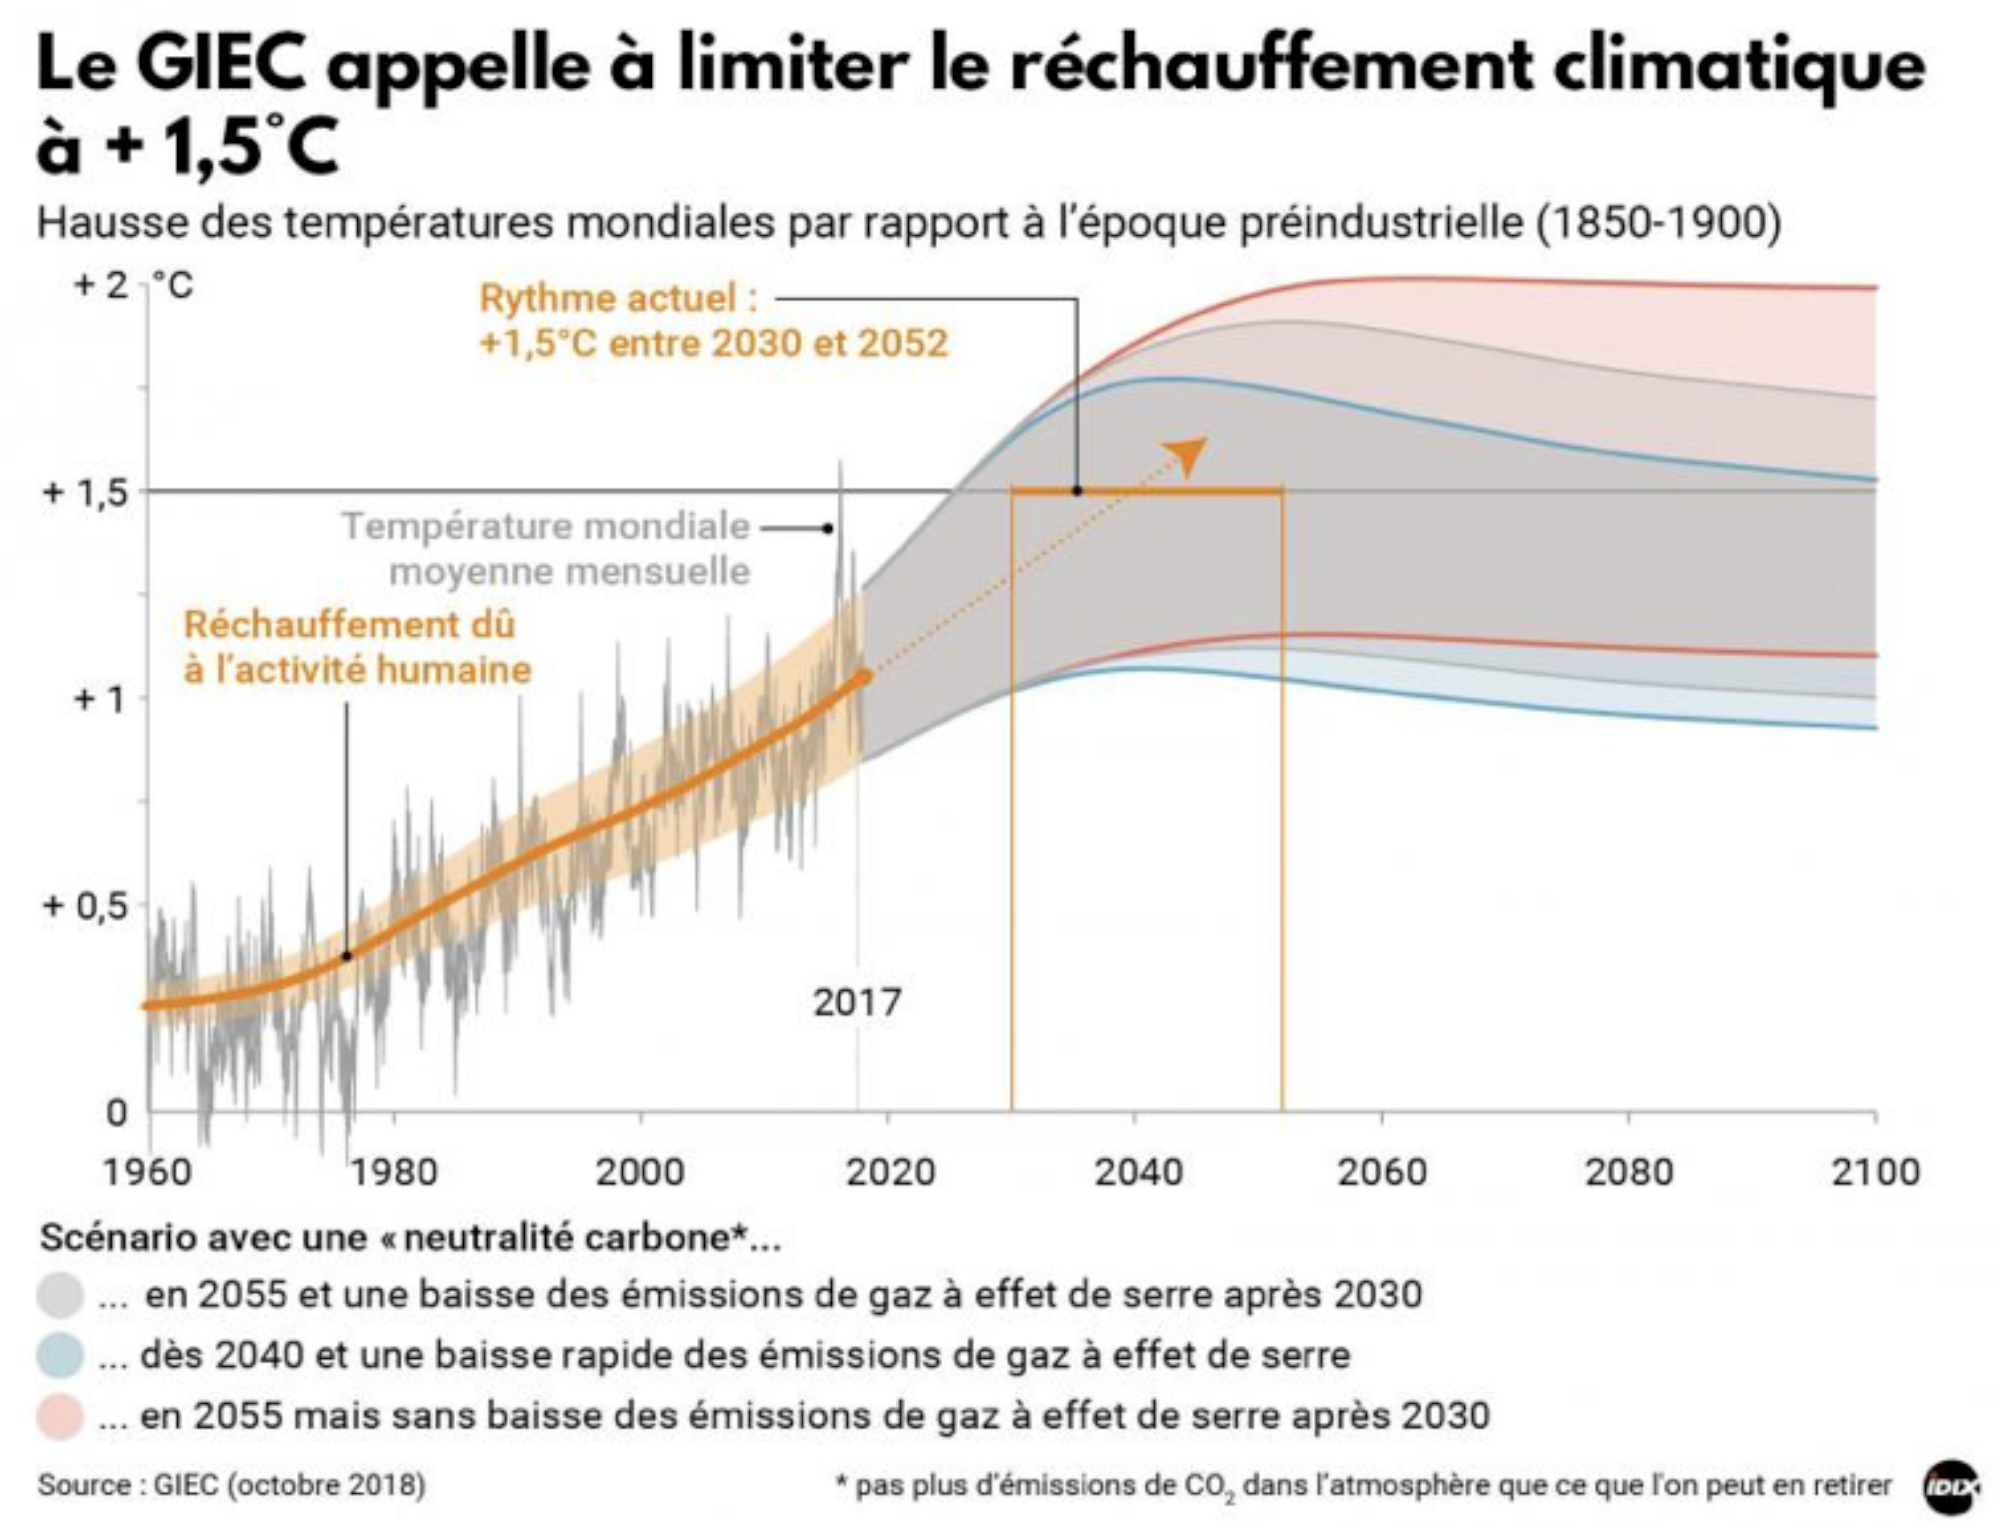 Le GIEC appelle à limiter le réchauffement climatique
à + 1,5°C
Hausse des températures mondiales par rapport à l'époque préindustrielle (1850-1900)
+ 2 °C
Rythme actuel :
+1,5°C entre 2030 et 2052
+ 1,5
Température mondiale
moyenne mensuelle
Réchauffement dû
à l'activité humaine
+ 1
+ 0,5
2017
0
1960 1980 2000 2020 2040 2060 2080 2100
Scénario avec une « neutralité carbone*...
... en 2055 et une baisse des émissions de gaz à effet de serre après 2030
... dès 2040 et une baisse rapide des émissions de gaz à effet de serre
... en 2055 mais sans baisse des émissions de gaz à effet de serre après 2030
Source : GIEC (octobre 2018)
* pas plus d'émissions de CO₂ dans l'atmosphère que ce que l'on peut en retirer
iDIX